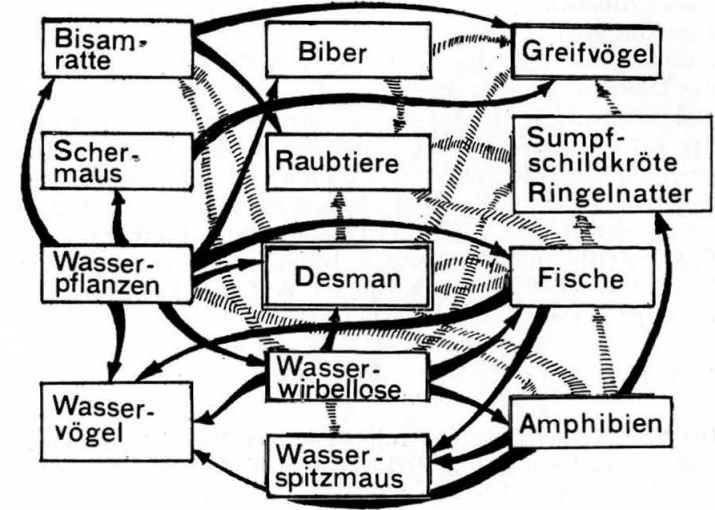 Bisam-
ratte
Biber
Greifvögel
Scher-
maus
Raubtiere
Sumpf-
schildkröte
Ringelnatter
Wasser-
pflanzen
Desman
Fische
Wasser-
wirbellose
Wasser-
vögel
Amphibien
Wasser-
spitzmaus